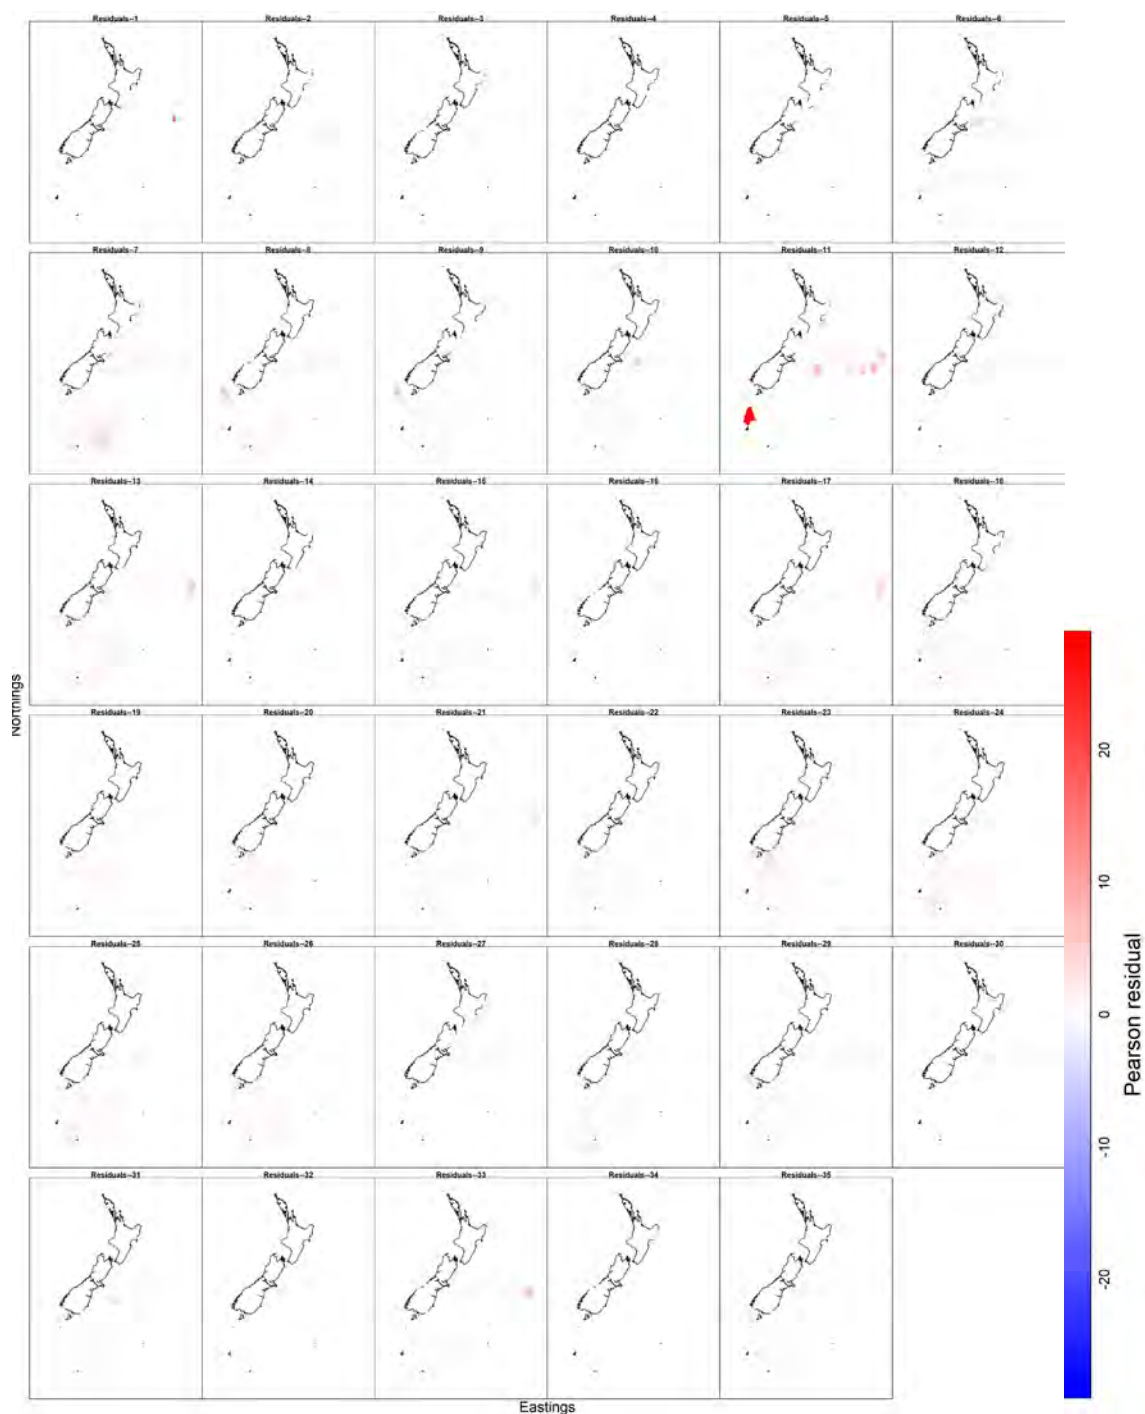 Residuals--1 Residuals--2 Residuals--3 Residuals--4 Residuals--5 Residuals--6
Residuals--7 Residuals--8 Residuals--9 Residuals--10 Residuals--11 Residuals--12
Residuals--13 Residuals--14 Residuals--15 Residuals--16 Residuals--17 Residuals--18
Northings
Residuals--19 Residuals--20 Residuals--21 Residuals--22 Residuals--23 Residuals--24
20
10
0
-10
-20
Pearson residual
Residuals--25 Residuals--26 Residuals--27 Residuals--28 Residuals--29 Residuals--30
Residuals--31 Residuals--32 Residuals--33 Residuals--34 Residuals--35
Eastings